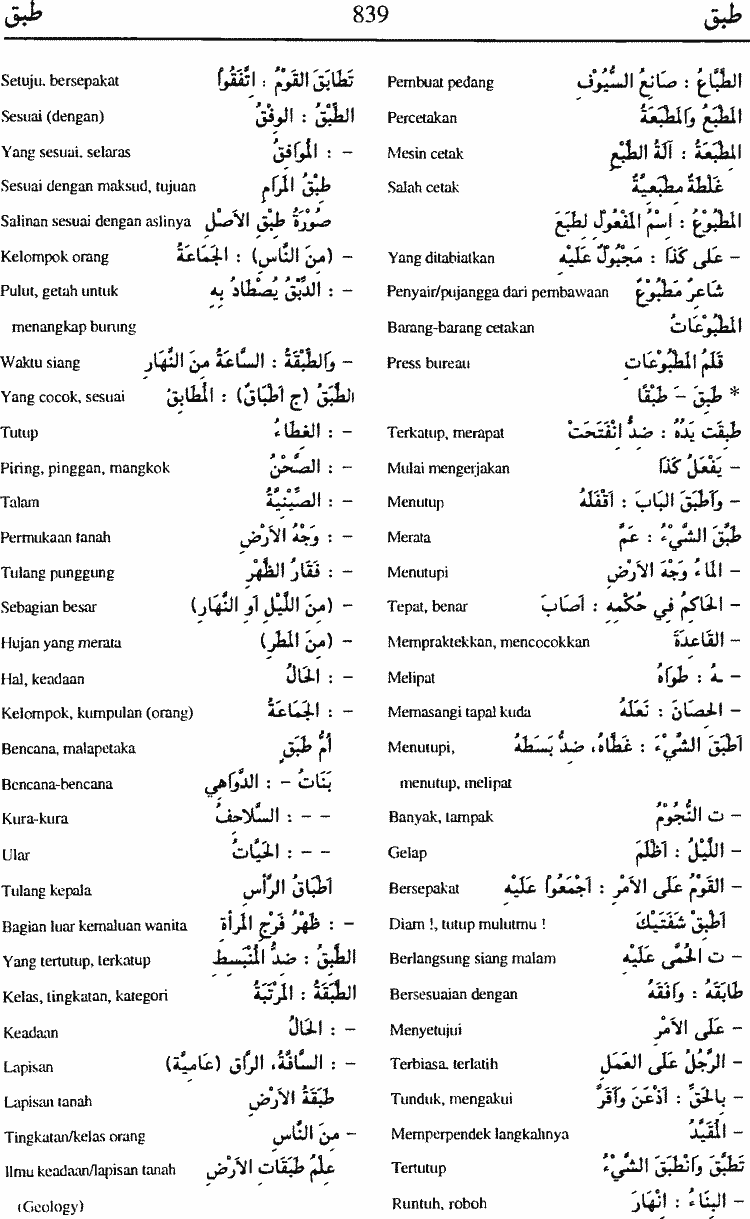 طبق 839 طبق
الطَّبَّاعُ : صَانِعُ السُّيُوْفِ Pembuat pedang
المَطْبَعُ وَالمَطْبَعَةُ Percetakan
المِطْبَعَةُ : آلَةُ الطَّبْعِ Mesin cetak
غَلْطَةٌ مَطْبَعِيَّةٌ Salah cetak
المَطْبُوْعُ : اسْمُ المَفْعُوْلِ لِطَبَعَ
– عَلَى كَذَا : مَجْبُوْلٌ عَلَيْهِ Yang ditabiatkan
شَاعِرٌ مَطْبُوْعٌ Penyair/pujangga dari pembawaan
المَطْبُوْعَاتُ Barang-barang cetakan
قَلَمُ المَطْبُوْعَاتِ Press bureau
* طَبِقَ – طَبَقًا
طَبِقَتْ يَدُهُ : ضِدُّ انْفَتَحَتْ Terkatup, merapat
– يَفْعَلُ كَذَا Mulai mengerjakan
– وَأَطْبَقَ البَابَ : أَقْفَلَهُ Menutup
طَبَّقَ الشَّيْءُ : عَمَّ Merata
– المَاءُ وَجْهَ الأَرْضِ Menutupi
– الحَاكِمُ فِي حُكْمِهِ : أَصَابَ Tepat, benar
– القَاعِدَةَ Mempraktekkan, mencocokkan
– ـهُ : طَوَاهُ Melipat
– الحِصَانَ : نَعَلَهُ Memasangi tapal kuda
أَطْبَقَ الشَّيْءَ : غَطَّاهُ، ضِدُّ بَسَطَهُ Menutupi,
menutup, melipat
– ت النُّجُوْمُ Banyak, tampak
– اللَّيْلُ : أَظْلَمَ Gelap
– القَوْمُ عَلَى الأَمْرِ : أَجْمَعُوْا عَلَيْهِ Bersepakat
أَطْبِقْ شَفَتَيْكَ Diam !, tutup mulutmu !
– ت الحُمَّى عَلَيْهِ Berlangsung siang malam
طَابَقَهُ : وَافَقَهُ Bersesuaian dengan
– عَلَى الأَمْرِ Menyetujui
– الرَّجُلُ عَلَى العَمَلِ Terbiasa, terlatih
– بِالحَقِّ : أَذْعَنَ وَأَقَرَّ Tunduk, mengakui
– المُقَيَّدُ Memperpendek langkahnya
تَطَبَّقَ وَانْطَبَقَ الشَّيْءُ Tertutup
– البِنَاءُ : انْهَارَ Runtuh, roboh
تَطَابَقَ القَوْمُ : اتَّفَقُوْا Setuju, bersepakat
الطَّبْقُ : الوِفْقُ Sesuai (dengan)
– : المُوَافِقُ Yang sesuai, selaras
طِبْقُ المَرَامِ Sesuai dengan maksud, tujuan
صُوْرَةٌ طِبْقَ الأَصْلِ Salinan sesuai dengan aslinya
– (مِنَ النَّاسِ) : الجَمَاعَةُ Kelompok orang
– : الدِّبْقُ يُصْطَادُ بِهِ Pulut, getah untuk
menangkap burung
– وَالطَّبْقَةُ : السَّاعَةُ مِنَ النَّهَارِ Waktu siang
الطَّبَقُ (ج أَطْبَاقٌ) : المُطَابِقُ Yang cocok, sesuai
– : الغِطَاءُ Tutup
– : الصَّحْنُ Piring, pinggan, mangkok
– : الصِّيْنِيَّةُ Talam
– : وَجْهُ الأَرْضِ Permukaan tanah
– : فَقَارُ الظَّهْرِ Tulang punggung
– (مِنَ اللَّيْلِ أَوِ النَّهَارِ) Sebagian besar
– (مِنَ المَطَرِ) Hujan yang merata
– : الحَالُ Hal, keadaan
– : الجَمَاعَةُ Kelompok, kumpulan (orang)
أُمُّ طَبَقٍ Bencana, malapetaka
بَنَاتُ – : الدَّوَاهِي Bencana-bencana
– – : السَّلَاحِفُ Kura-kura
– – : الحَيَّاتُ Ular
أَطْبَاقُ الرَّأْسِ Tulang kepala
– : ظَهْرُ فَرْجِ المَرْأَةِ Bagian luar kemaluan wanita
الطَّبِقُ : ضِدُّ المُنْبَسِطِ Yang tertutup, terkatup
الطَّبَقَةُ : المَرْتَبَةُ Kelas, tingkatan, kategori
– : الحَالُ Keadaan
– : السَّافَةُ، الرَّاق (عَامِيَّة) Lapisan
طَبَقَةُ الأَرْضِ Lapisan tanah
– مِنَ النَّاسِ Tingkatan/kelas orang
عِلْمُ طَبَقَاتِ الأَرْضِ Ilmu keadaan/lapisan tanah
(Geology)